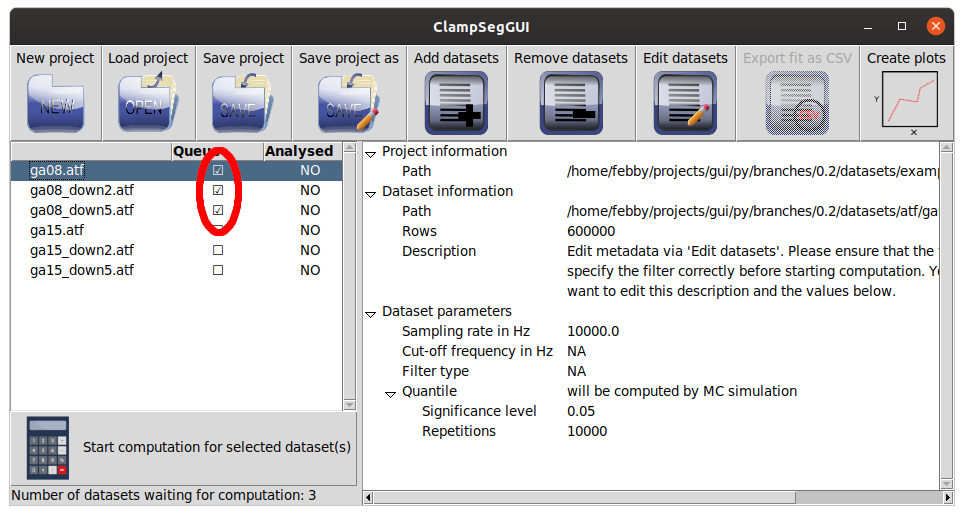 ClampSegGUI
New project Load project Save project Save project as Add datasets Remove datasets Edit datasets Export fit as CSV Create plots
NEW OPEN SAVE SAVE CSV Y X
Analysed
ga08.atf NO
ga08_down2.atf NO
ga08_down5.atf NO
ga15.atf NO
ga15_down2.atf NO
ga15_down5.atf NO
Start computation for selected dataset(s)
Number of datasets waiting for computation: 3
Project information
Path /home/febby/projects/gui/py/branches/0.2/datasets/examp
Dataset information
Path /home/febby/projects/gui/py/branches/0.2/datasets/atf/ga
Rows 600000
Description Edit metadata via 'Edit datasets'. Please ensure that the
specify the filter correctly before starting computation.
want to edit this description and the values below.
Dataset parameters
Sampling rate in Hz 10000.0
Cut-off frequency in Hz NA
Filter type NA
Quantile will be computed by MC simulation
Significance level 0.05
Repetitions 10000